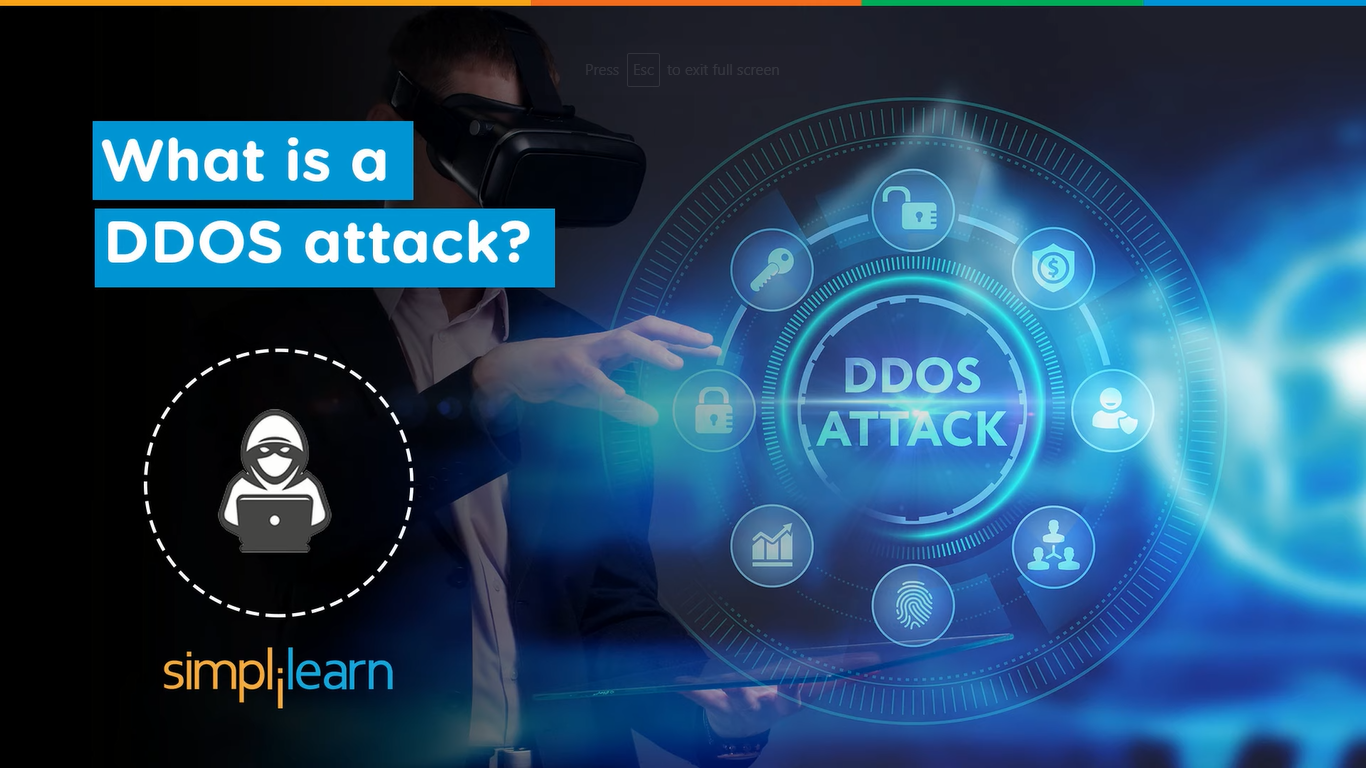 Press Esc to exit full screen
What is a
DDOS attack?
DDOS
ATTACK
simplilearn